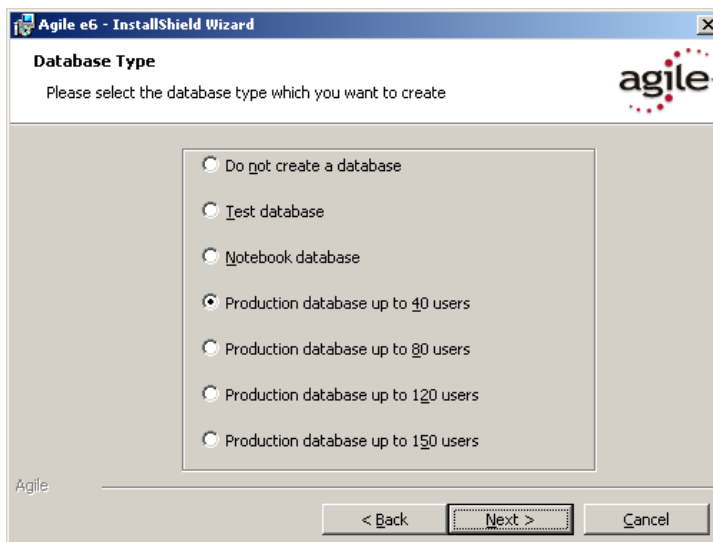 Agile e6 - InstallShield Wizard
Database Type
Please select the database type which you want to create
agile
Do not create a database
Test database
Notebook database
Production database up to 40 users
Production database up to 80 users
Production database up to 120 users
Production database up to 150 users
Agile
< Back Next > Cancel